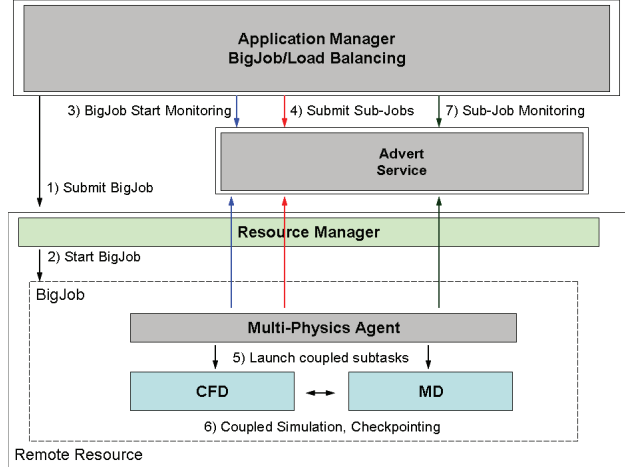 Application Manager
BigJob/Load Balancing
3) BigJob Start Monitoring
4) Submit Sub-Jobs
7) Sub-Job Monitoring
Advert
Service
1) Submit BigJob
Resource Manager
2) Start BigJob
BigJob
Multi-Physics Agent
5) Launch coupled subtasks
CFD
MD
6) Coupled Simulation, Checkpointing
Remote Resource